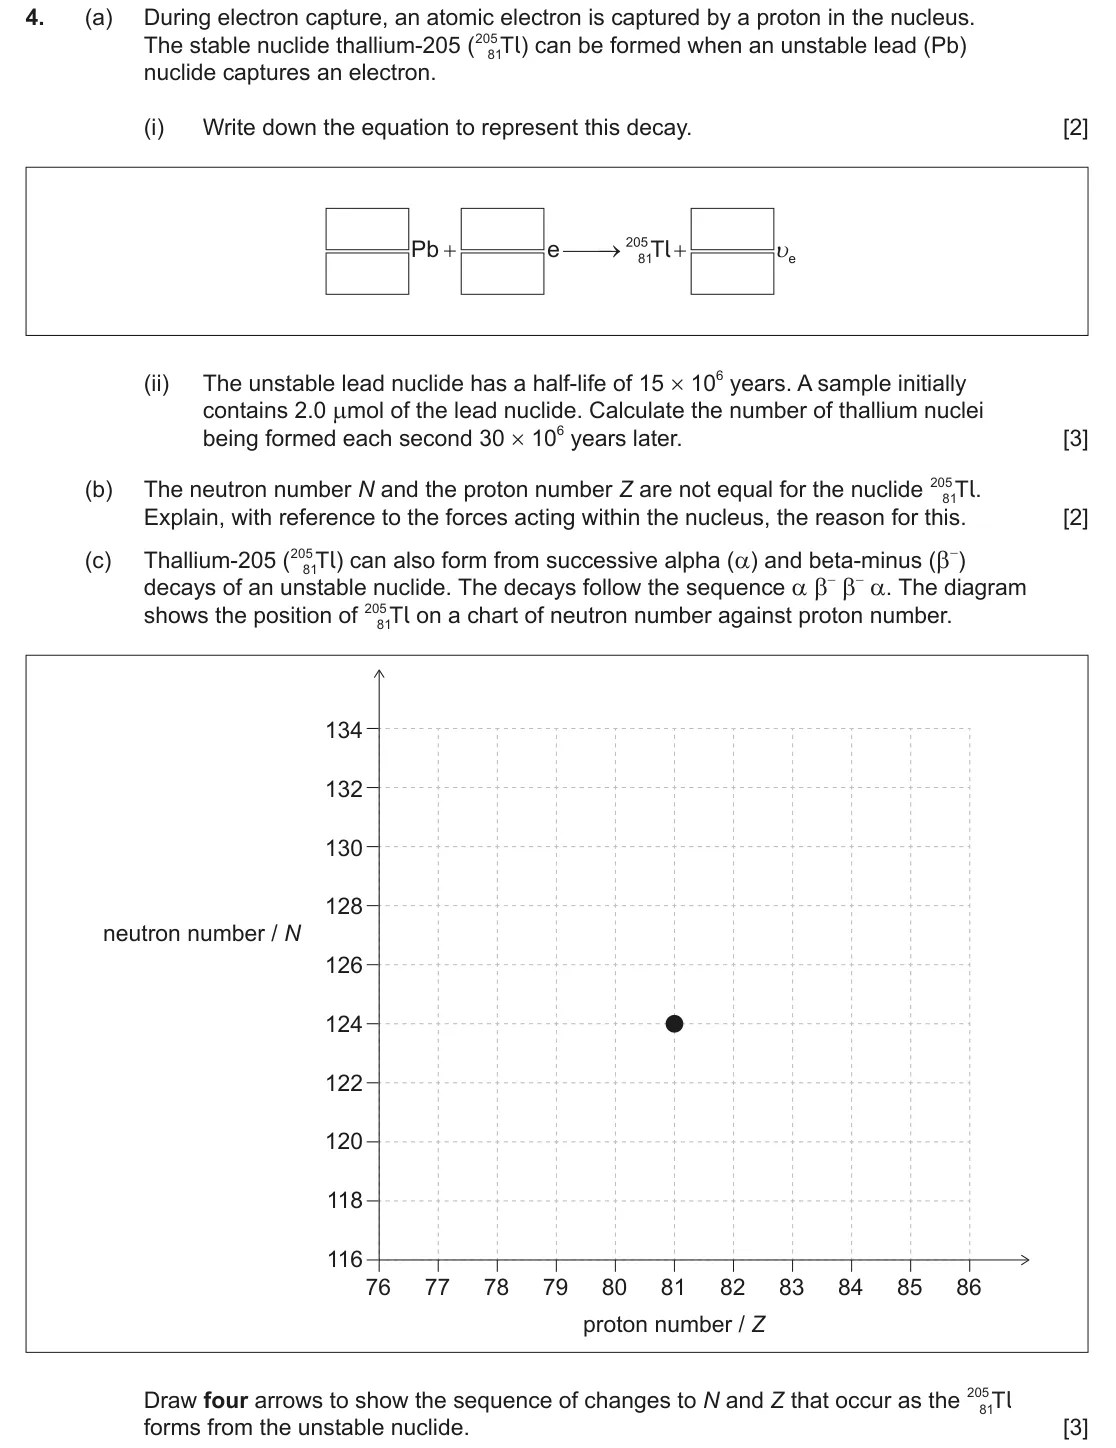 4. (a) During electron capture, an atomic electron is captured by a proton in the nucleus.
The stable nuclide thallium-205 (²⁰⁵₈₁Tl) can be formed when an unstable lead (Pb)
nuclide captures an electron.
(i) Write down the equation to represent this decay. [2]
Pb + e ⟶ ²⁰⁵₈₁Tl + υₑ
(ii) The unstable lead nuclide has a half-life of 15 × 10⁶ years. A sample initially
contains 2.0 μmol of the lead nuclide. Calculate the number of thallium nuclei
being formed each second 30 × 10⁶ years later. [3]
(b) The neutron number N and the proton number Z are not equal for the nuclide ²⁰⁵₈₁Tl.
Explain, with reference to the forces acting within the nucleus, the reason for this. [2]
(c) Thallium-205 (²⁰⁵₈₁Tl) can also form from successive alpha (α) and beta-minus (β⁻)
decays of an unstable nuclide. The decays follow the sequence α β⁻ β⁻ α. The diagram
shows the position of ²⁰⁵₈₁Tl on a chart of neutron number against proton number.
134
132
130
128
neutron number / N
126
124
122
120
118
116
76 77 78 79 80 81 82 83 84 85 86
proton number / Z
Draw four arrows to show the sequence of changes to N and Z that occur as the ²⁰⁵₈₁Tl
forms from the unstable nuclide. [3]